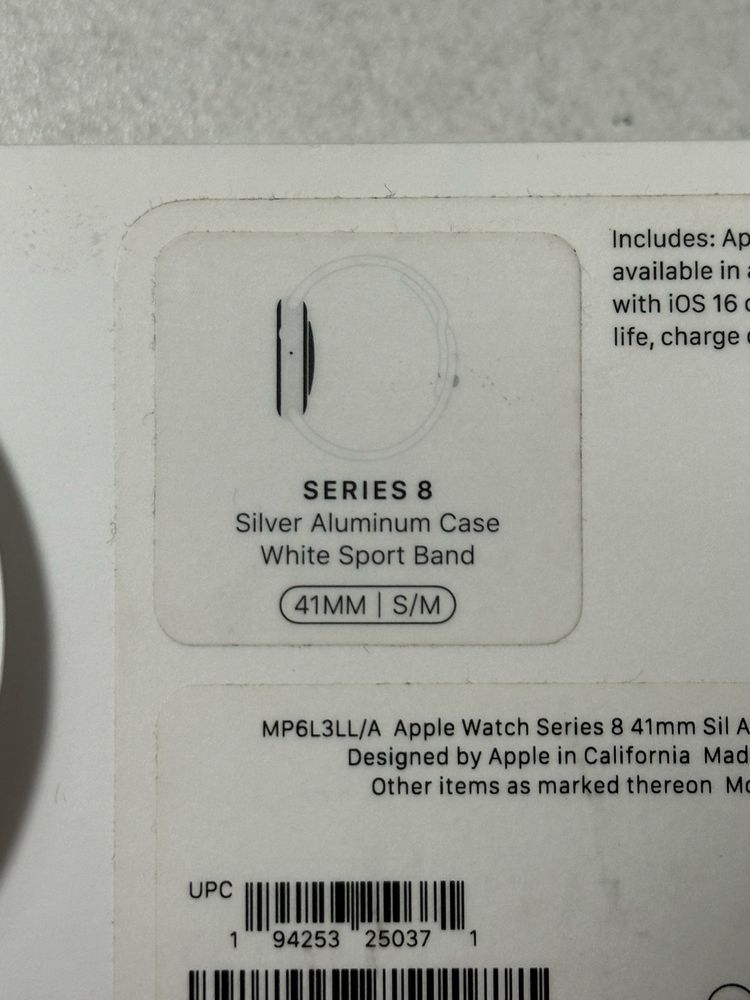 Includes: Ap
available in
with iOS 16
life, charge
SERIES 8
Silver Aluminum Case
White Sport Band
41MM | S/M
MP6L3LL/A Apple Watch Series 8 41mm Sil A
Designed by Apple in California Mad
Other items as marked thereon Mo
UPC
1 94253 25037 1